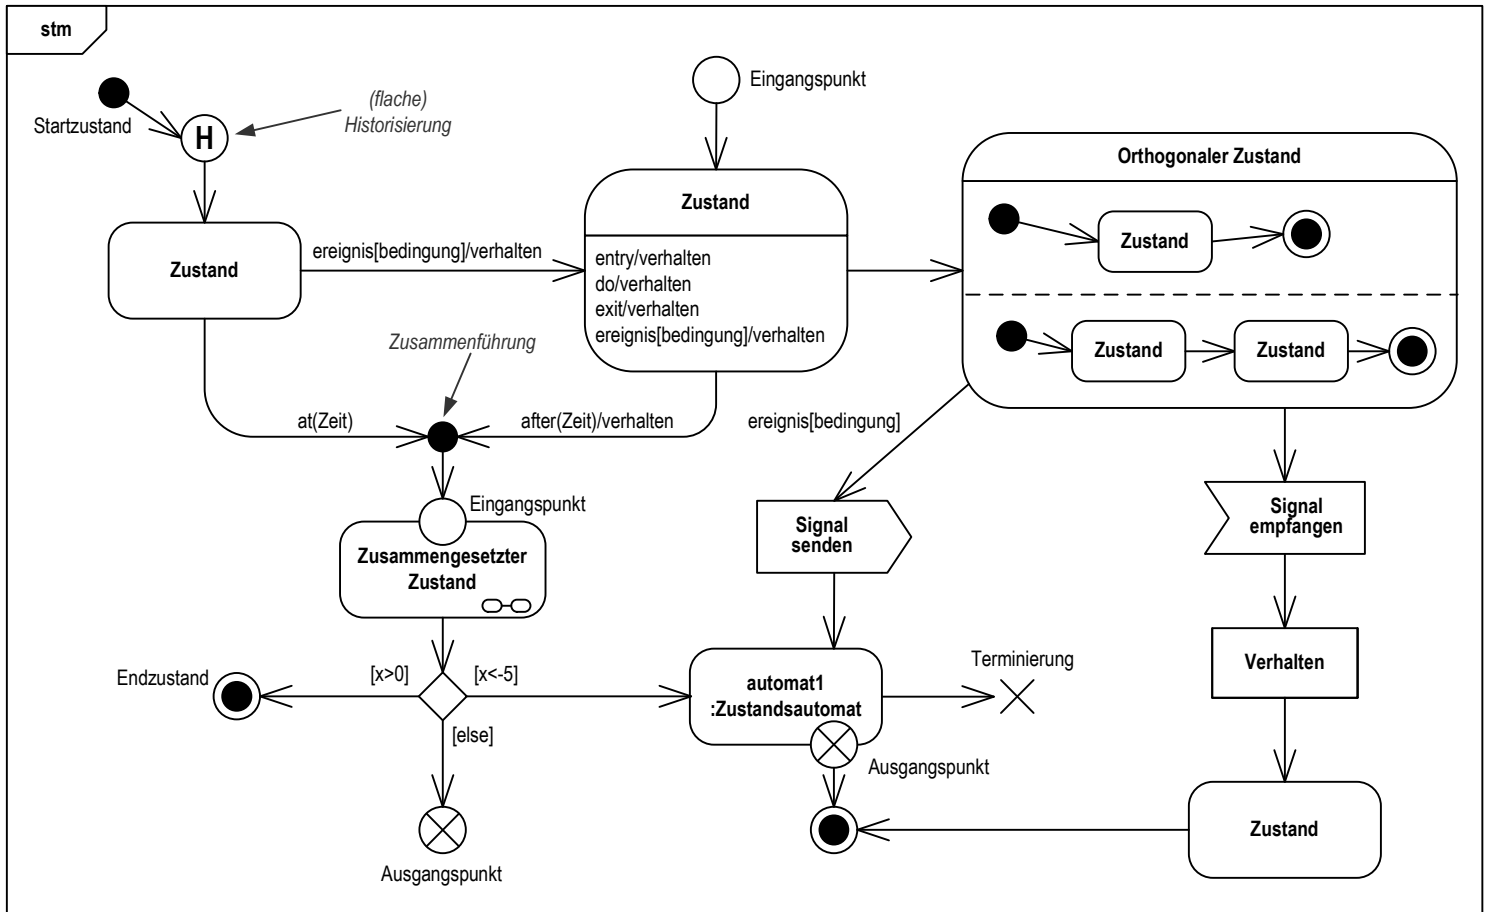 stm
Startzustand
H
(flache)
Historisierung
Eingangspunkt
Zustand
ereignis[bedingung]/verhalten
Zustand
entry/verhalten
do/verhalten
exit/verhalten
ereignis[bedingung]/verhalten
Orthogonaler Zustand
Zustand
Zustand
Zustand
Zusammenführung
at(Zeit)
after(Zeit)/verhalten
ereignis[bedingung]
Eingangspunkt
Zusammengesetzter
Zustand
Signal
senden
Signal
empfangen
Endzustand
[x>0]
[x<-5]
[else]
Ausgangspunkt
automat1
:Zustandsautomat
Terminierung
Ausgangspunkt
Verhalten
Zustand